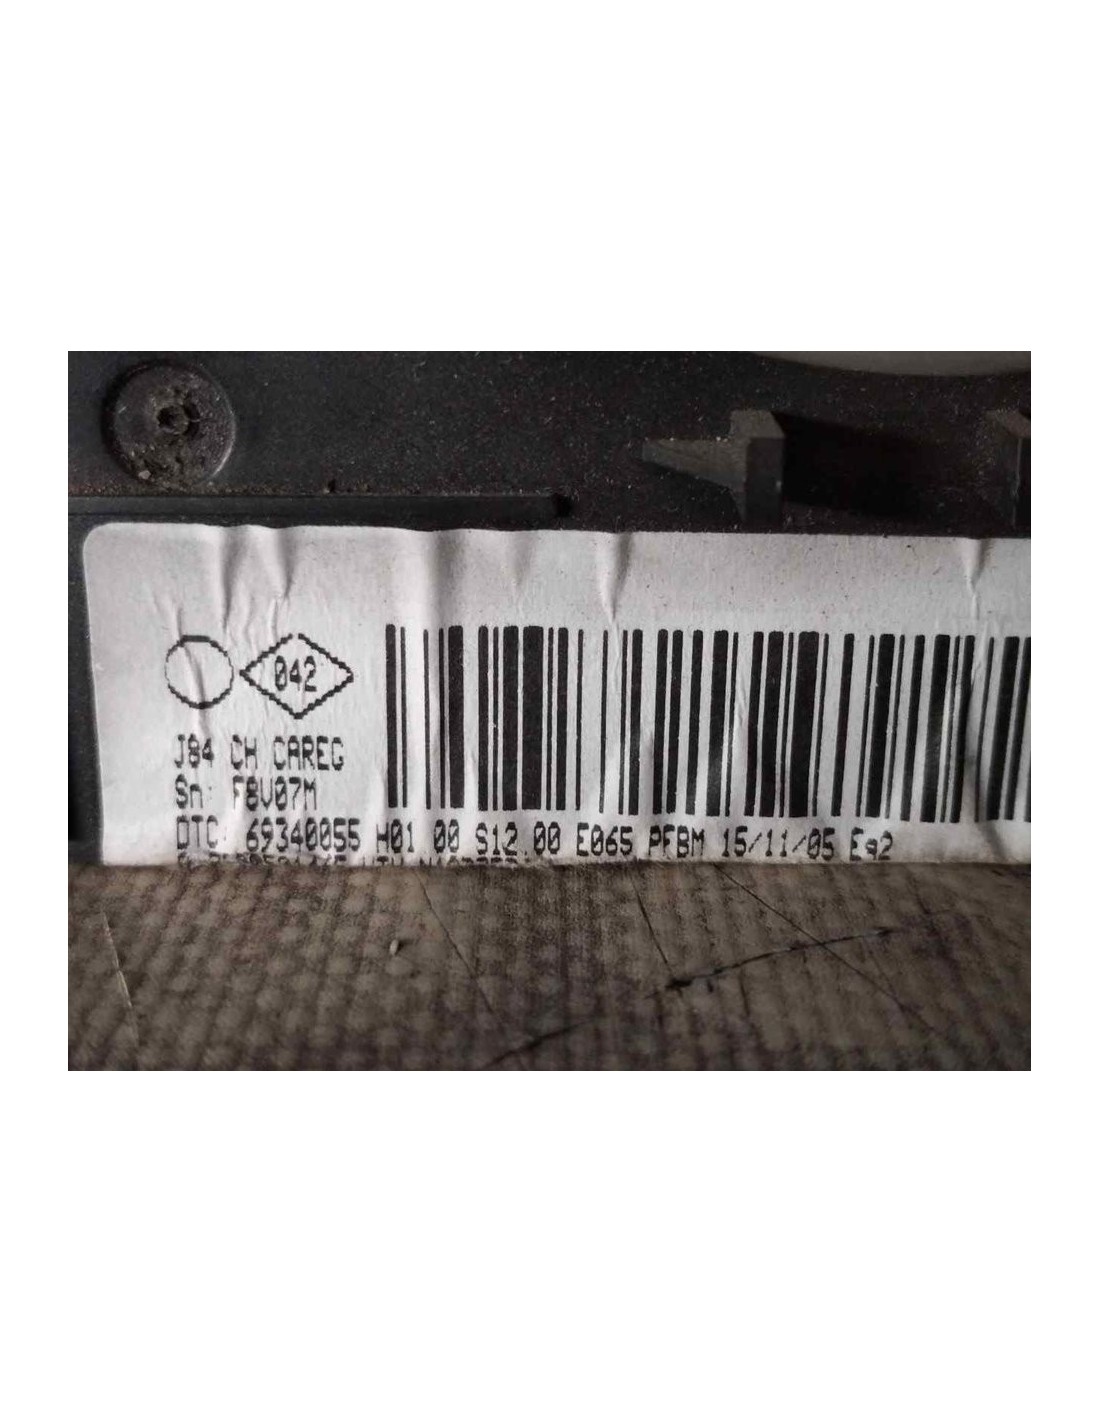 042
J84 CH CAREG
Sn: F8V07M
DTC: 69340055 H01 00 S12.00 E065 PFBM 15/11/05 Eq2